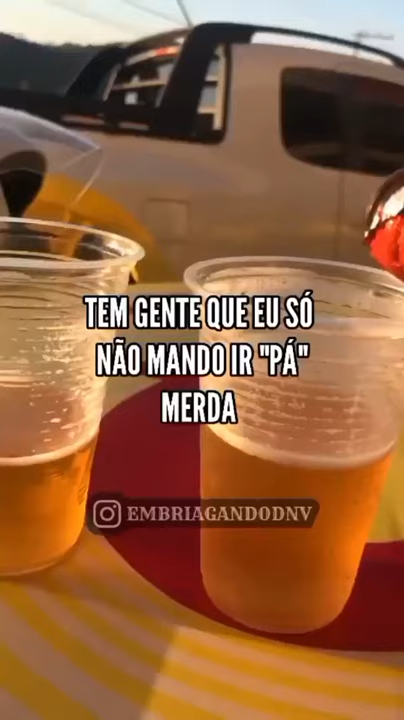 TEM GENTE QUE EU SÓ
NÃO MANDO IR "PÁ"
MERDA
EMBRIAGANDODNV